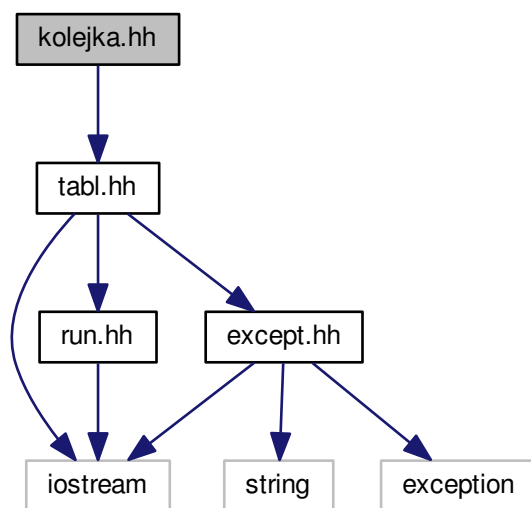 kolejka.hh
tabl.hh
run.hh
except.hh
iostream
string
exception